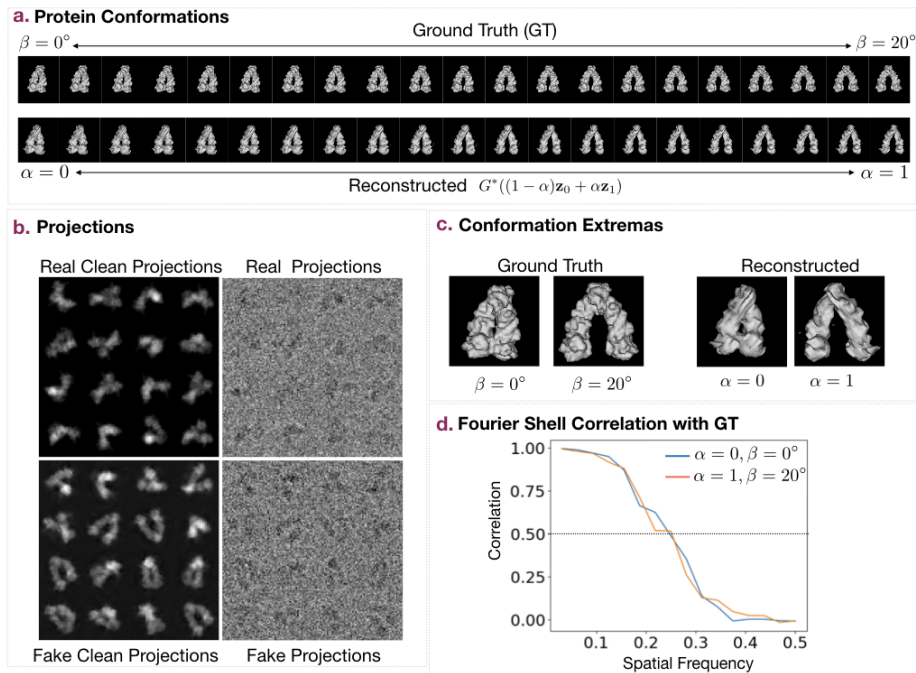 a. Protein Conformations
Ground Truth (GT)
β = 0° β = 20°
α = 0 α = 1
Reconstructed G*((1 − α)z₀ + αz₁)
b. Projections
Real Clean Projections Real Projections
Fake Clean Projections Fake Projections
c. Conformation Extremas
Ground Truth Reconstructed
β = 0° β = 20° α = 0 α = 1
d. Fourier Shell Correlation with GT
α = 0, β = 0°
α = 1, β = 20°
Correlation
1.00
0.75
0.50
0.25
0.00
0.1 0.2 0.3 0.4 0.5
Spatial Frequency